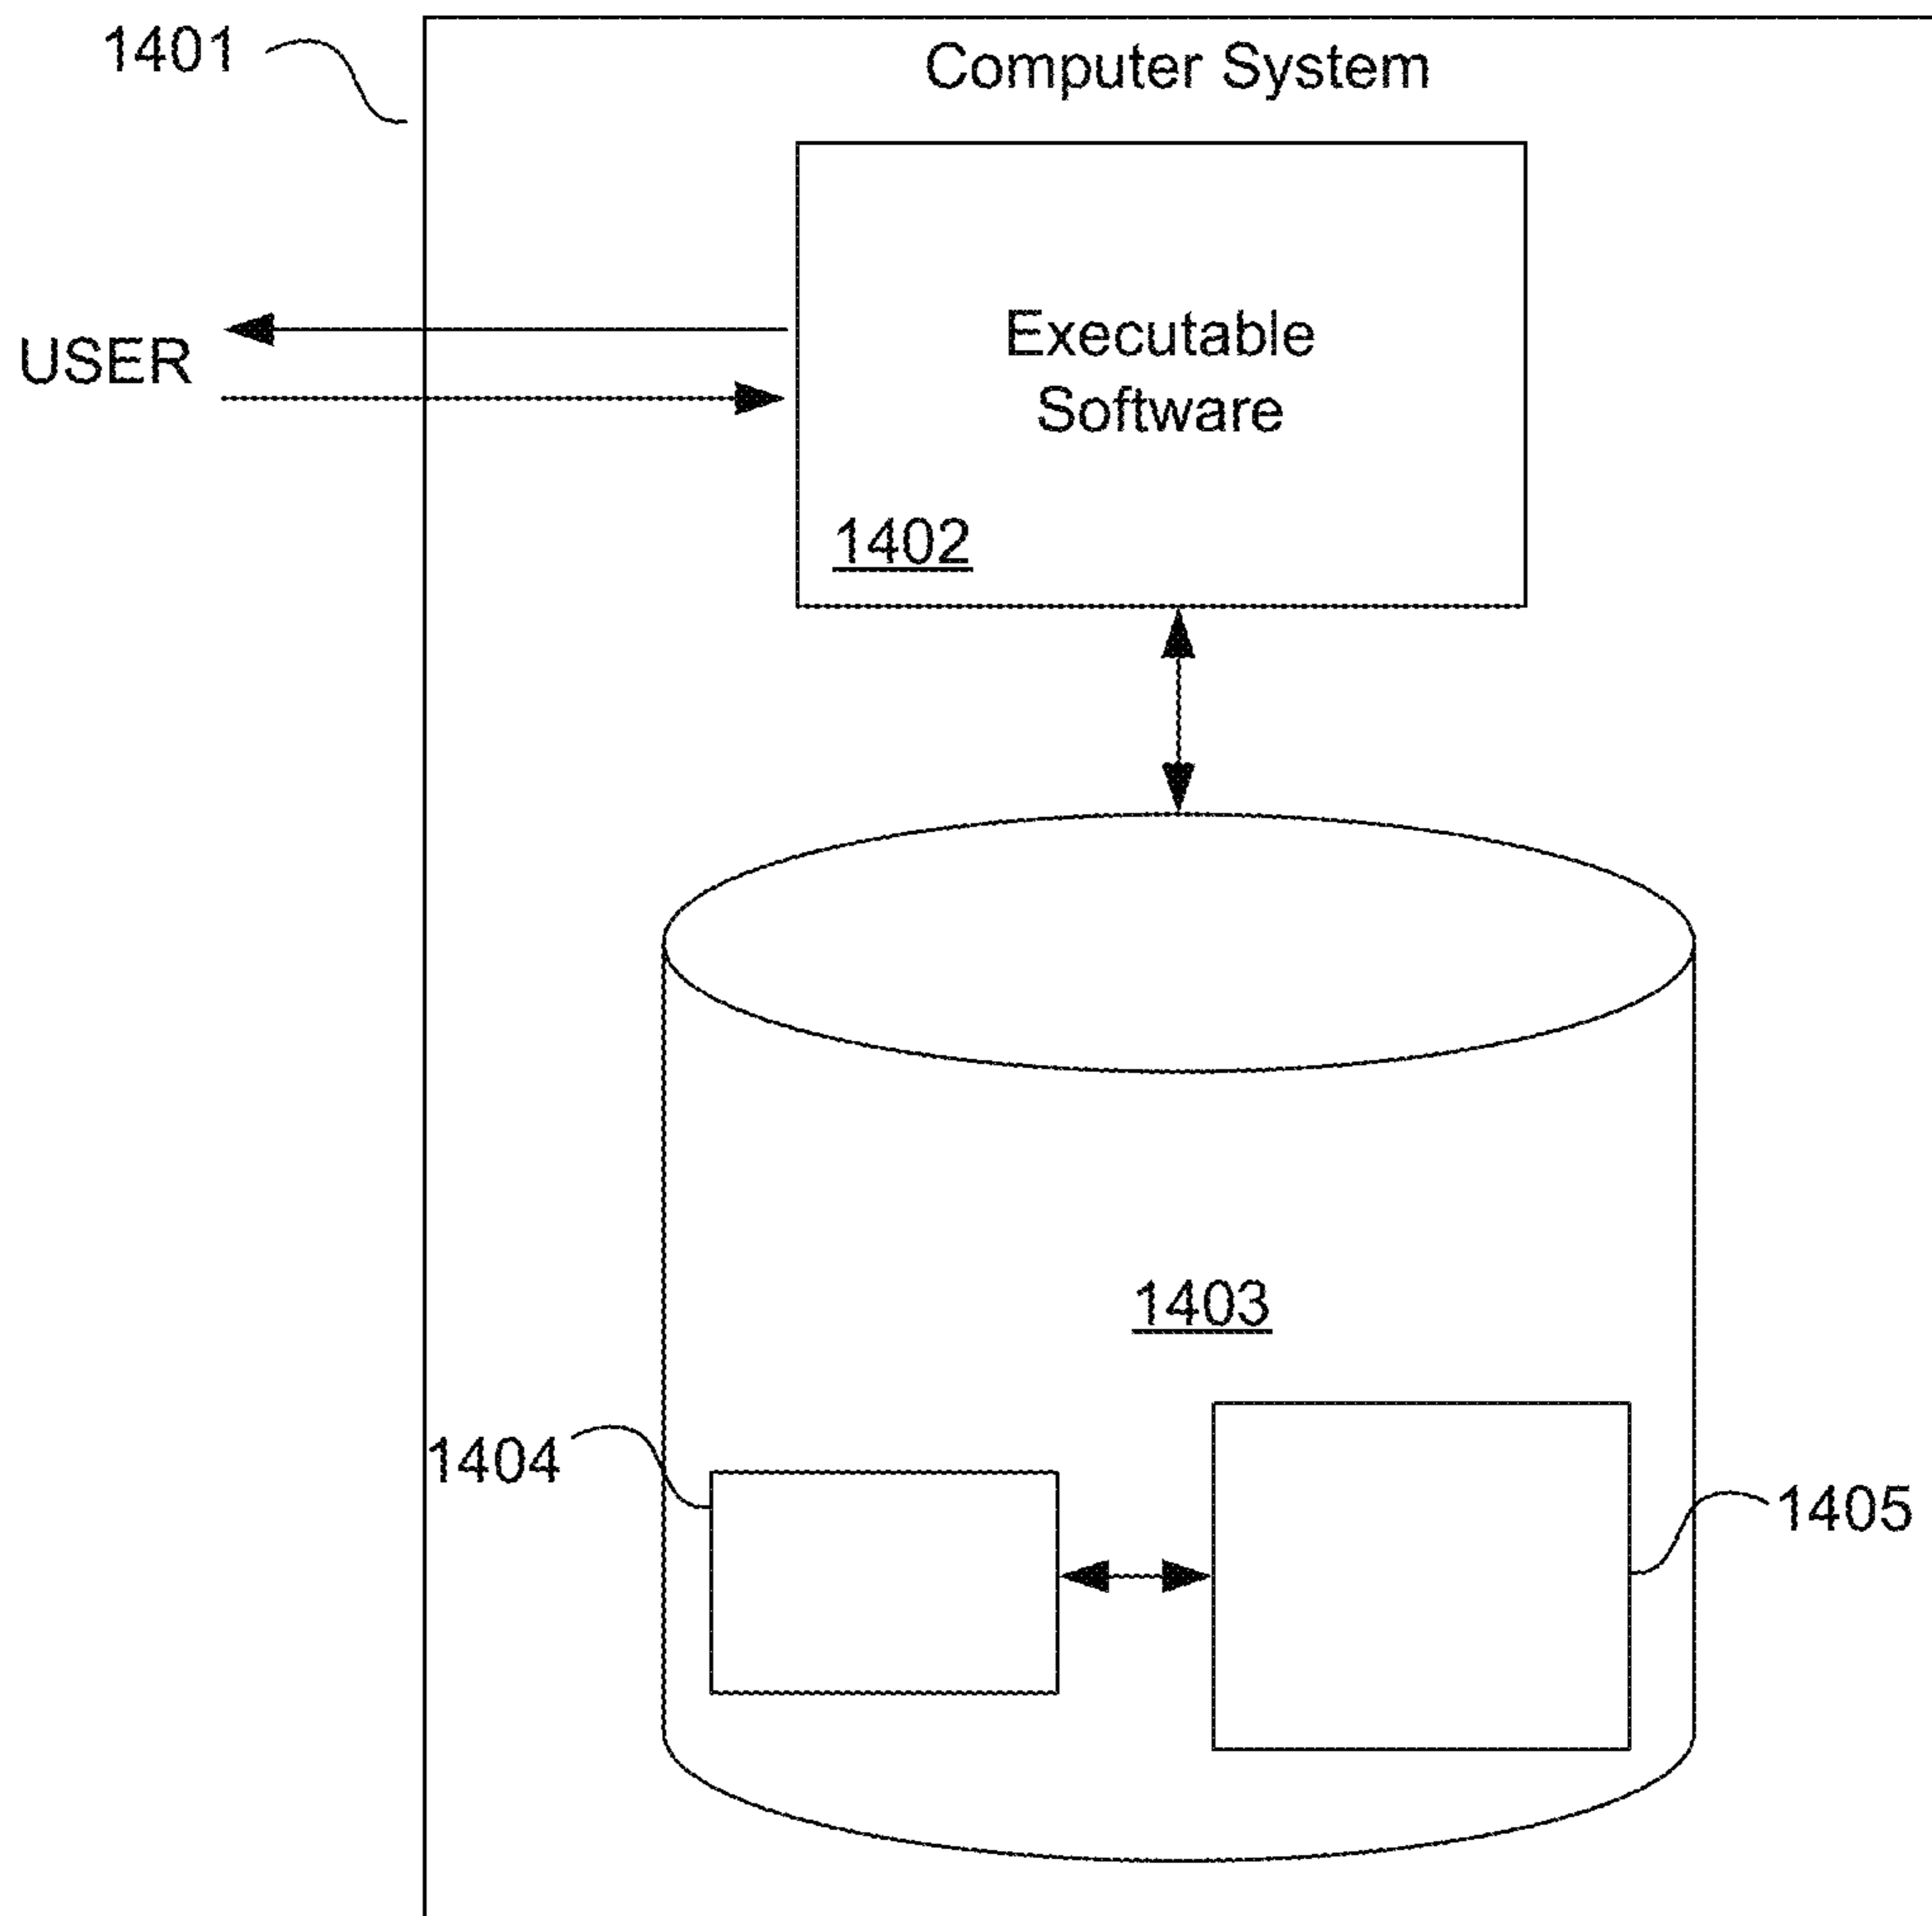 1401
Computer System
USER
Executable
Software
1402
1403
1404
1405